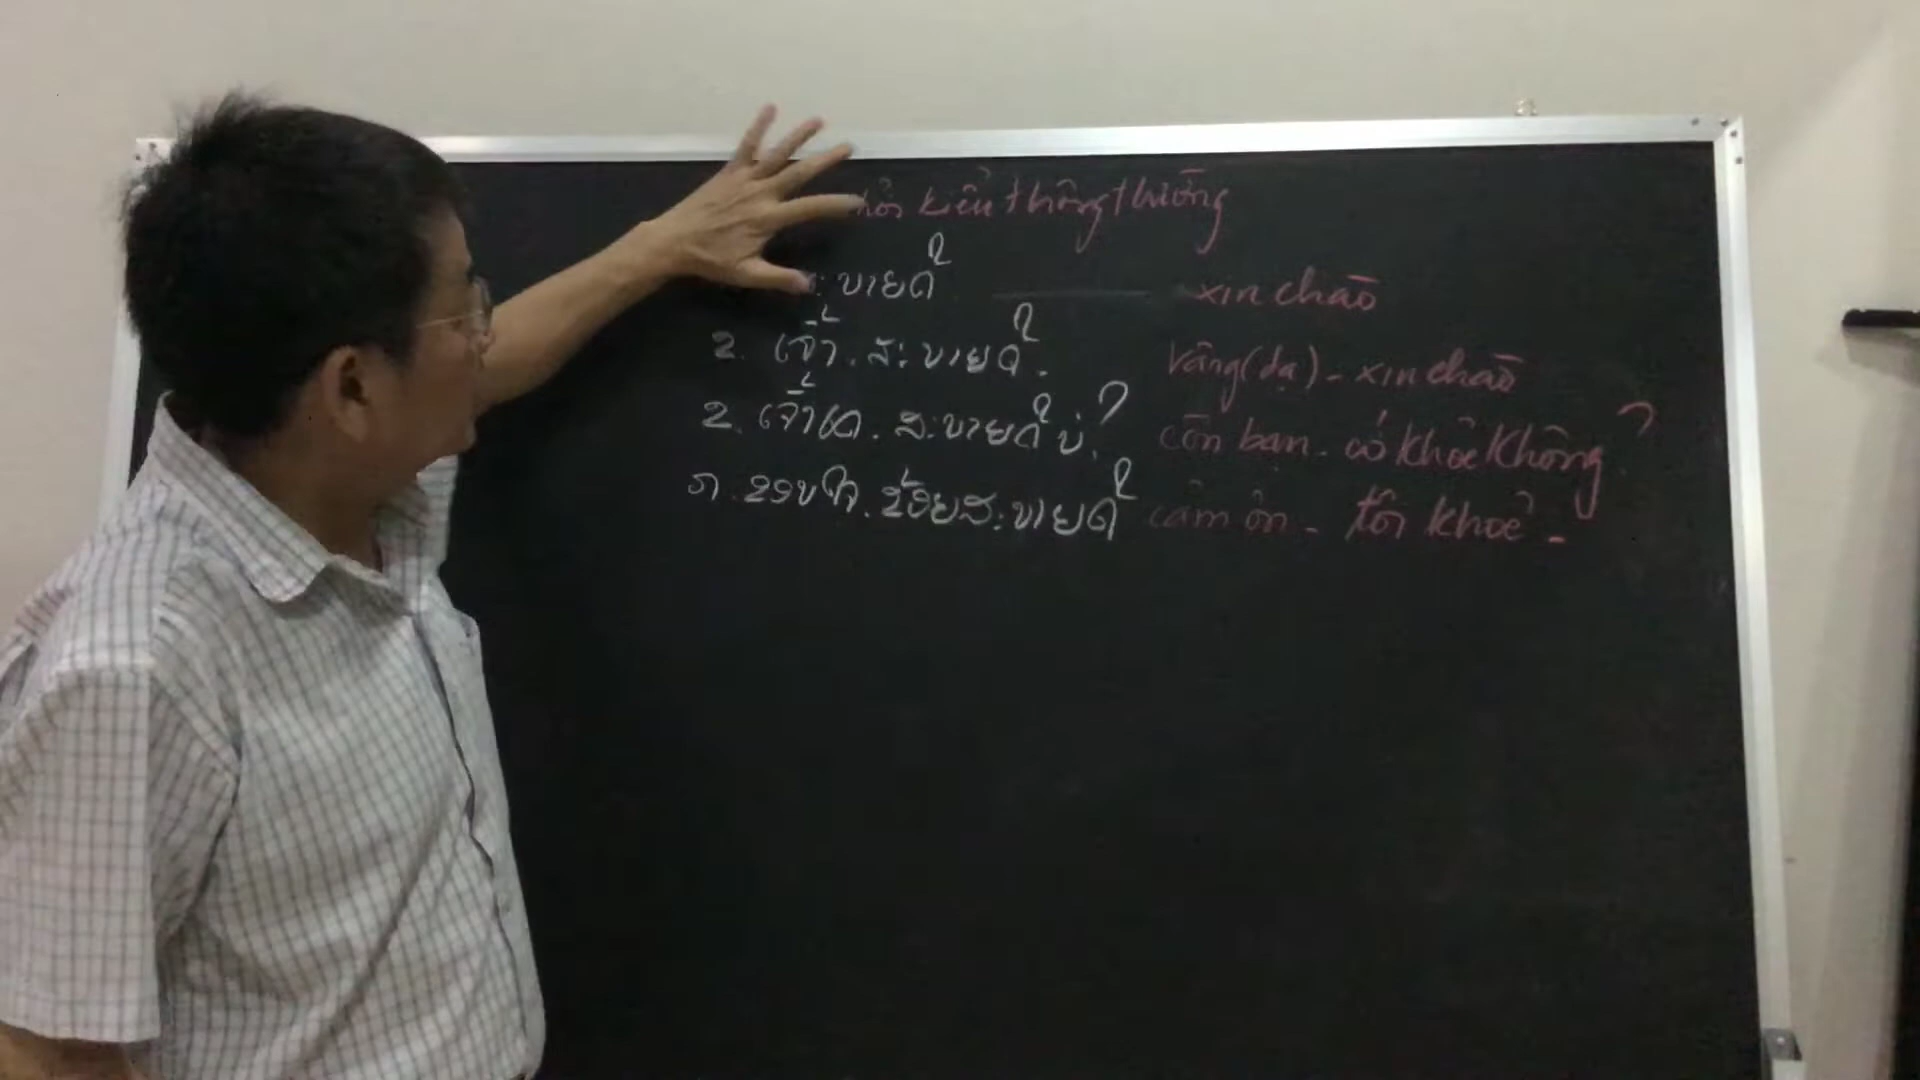 hỏi kiểu thông thường
ະບາຍດີ xin chào
2. ເຈົ້າ. ສະບາຍດີ. vâng(dạ) - xin chào
2. ເຈົ້າເດ. ສະບາຍດີບໍ່? còn bạn - có khoẻ không?
ຂອບໃຈ. ຂ້ອຍສະບາຍດີ cảm ơn - tôi khoẻ -